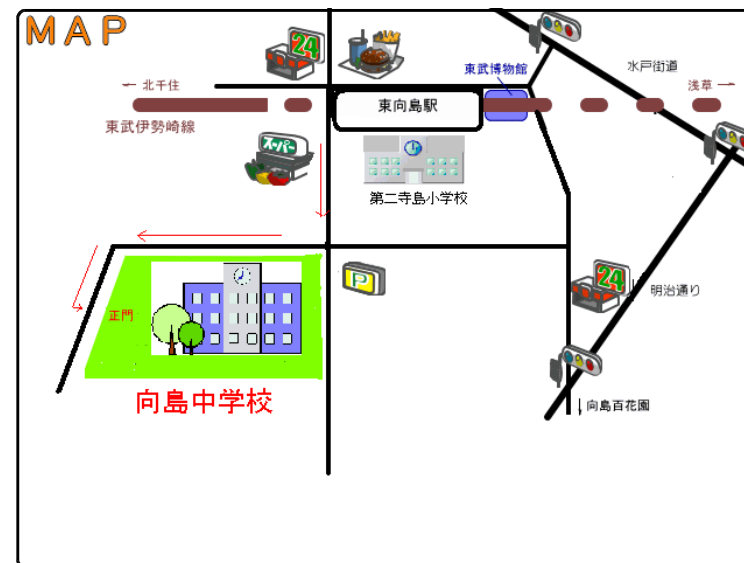 MAP
24
水戸街道
東武博物館
← 北千住
浅草 →
東向島駅
東武伊勢崎線
スーパー
第二寺島小学校
P
24
明治通り
正門
向島中学校
↓向島百花園